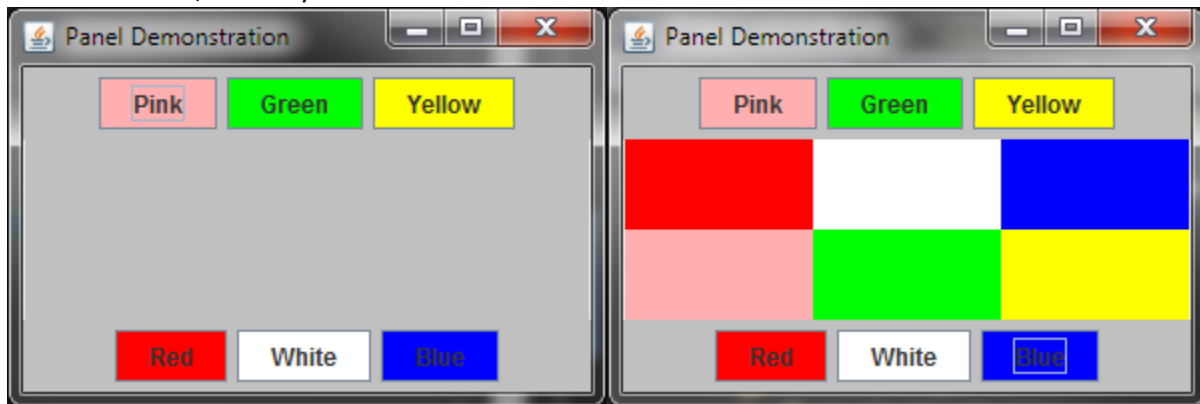 Panel Demonstration
Pink Green Yellow
Red White Blue
Panel Demonstration
Pink Green Yellow
Red White Blue